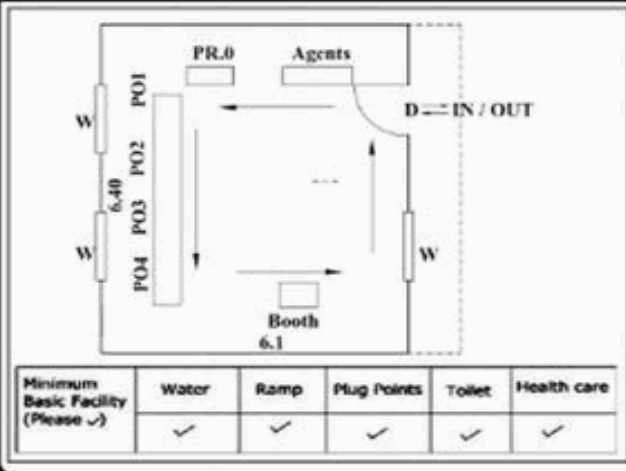 PR.0 Agents
D IN / OUT
PO1
W
PO2
6.40
PO3
W
W
PO4
Booth
6.1
Minimum Basic Facility (Please ✓) Water Ramp Plug Points Toilet Health care
✓ ✓ ✓ ✓ ✓